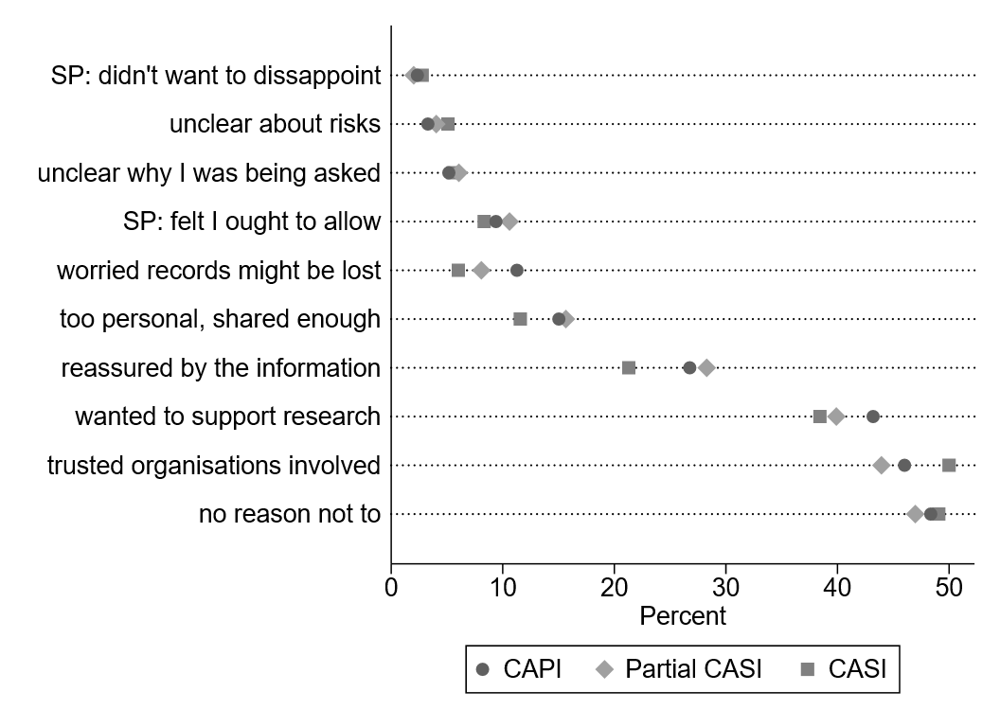 SP: didn't want to dissappoint
unclear about risks
unclear why I was being asked
SP: felt I ought to allow
worried records might be lost
too personal, shared enough
reassured by the information
wanted to support research
trusted organisations involved
no reason not to
0 10 20 30 40 50
Percent
CAPI Partial CASI CASI